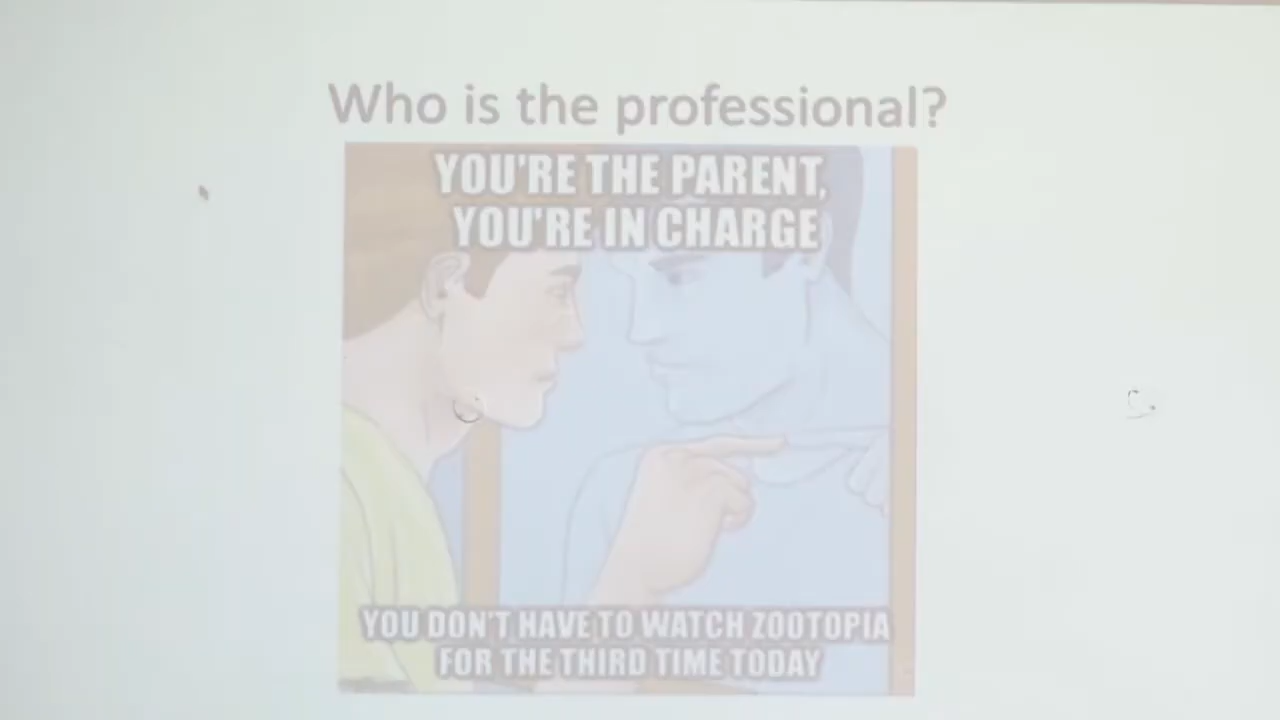 Who is the professional?
YOU'RE THE PARENT,
YOU'RE IN CHARGE
YOU DON'T HAVE TO WATCH ZOOTOPIA
FOR THE THIRD TIME TODAY